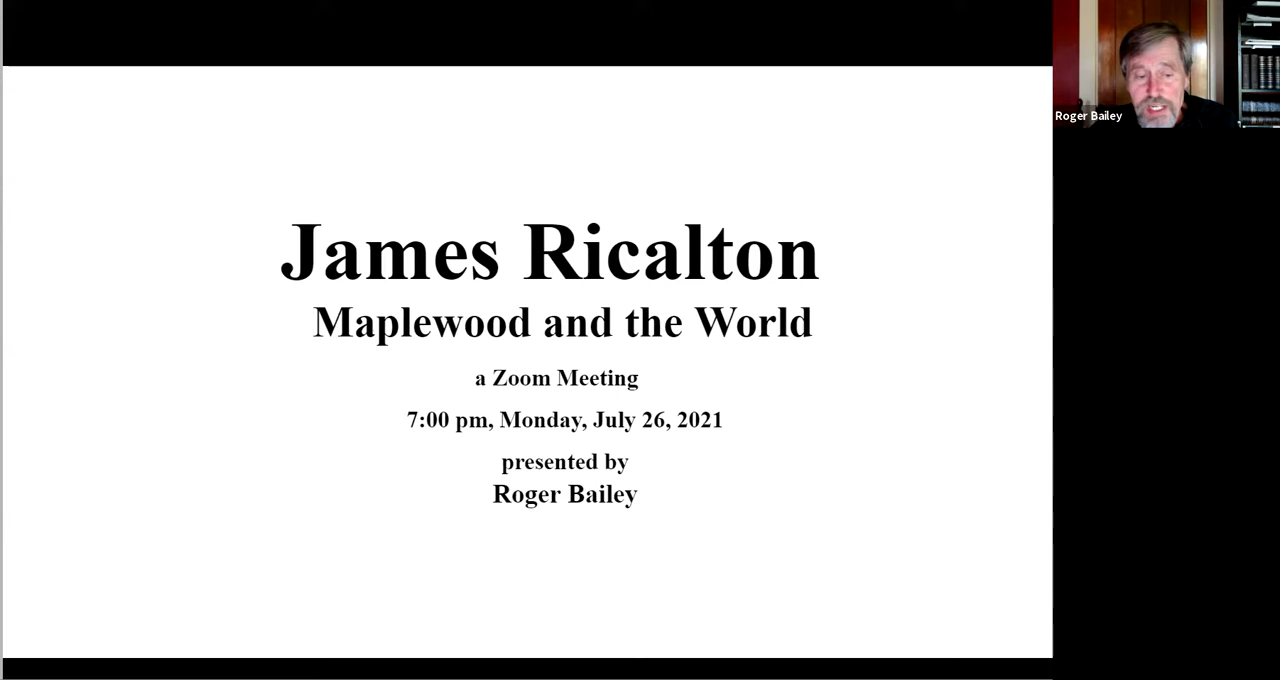 James Ricalton
Maplewood and the World
a Zoom Meeting
7:00 pm, Monday, July 26, 2021
presented by
Roger Bailey
Roger Bailey